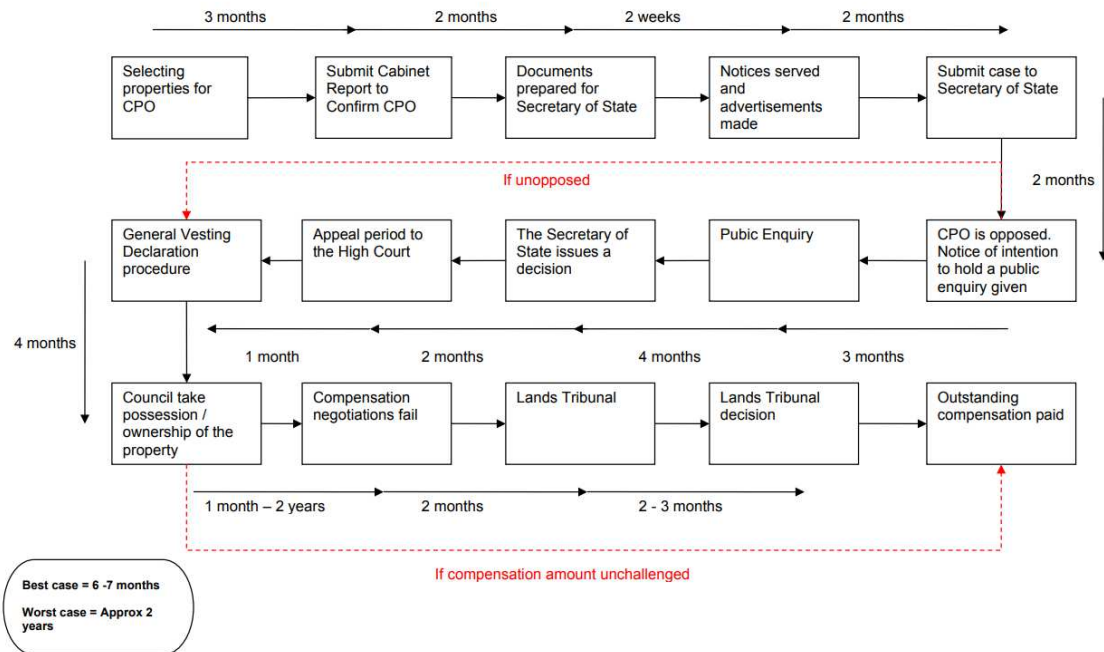 3 months
2 months
2 weeks
2 months
Selecting
properties for
CPO
Submit Cabinet
Report to
Confirm CPO
Documents
prepared for
Secretary of State
Notices served
and
advertisements
made
Submit case to
Secretary of State
If unopposed
2 months
General Vesting
Declaration
procedure
Appeal period to
the High Court
The Secretary of
State issues a
decision
Pubic Enquiry
CPO is opposed.
Notice of intention
to hold a public
enquiry given
4 months
1 month
2 months
4 months
3 months
Council take
possession /
ownership of the
property
Compensation
negotiations fail
Lands Tribunal
Lands Tribunal
decision
Outstanding
compensation paid
1 month – 2 years
2 months
2 - 3 months
If compensation amount unchallenged
Best case = 6 -7 months
Worst case = Approx 2
years